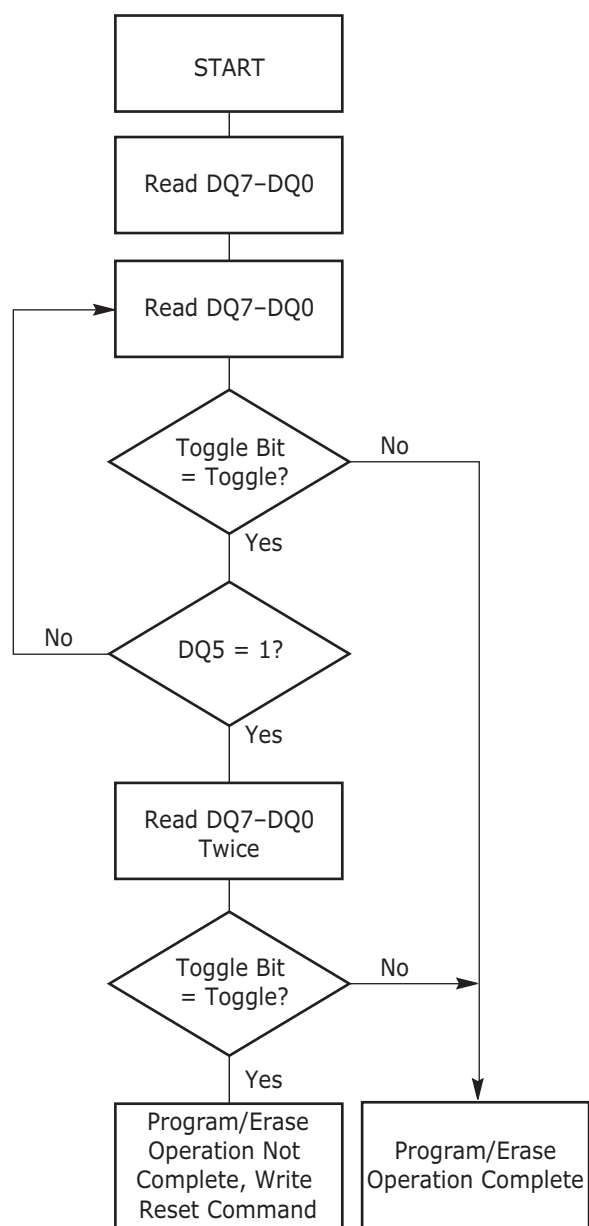 START
Read DQ7–DQ0
Read DQ7–DQ0
Toggle Bit
= Toggle?
No
Yes
No
DQ5 = 1?
Yes
Read DQ7–DQ0
Twice
Toggle Bit
= Toggle?
No
Yes
Program/Erase
Operation Not
Complete, Write
Reset Command
Program/Erase
Operation Complete